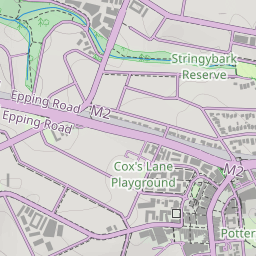 Stringybark
Reserve
Epping Road
M2
Epping Road
Cox's Lane
Playground
M2
Potter